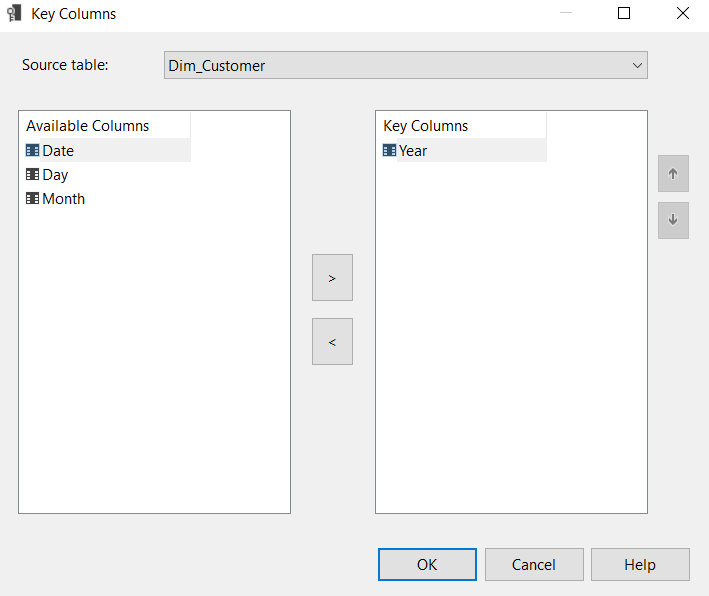 Key Columns
Source table:
Dim_Customer
Available Columns
Date
Day
Month
>
<
Key Columns
Year
OK
Cancel
Help